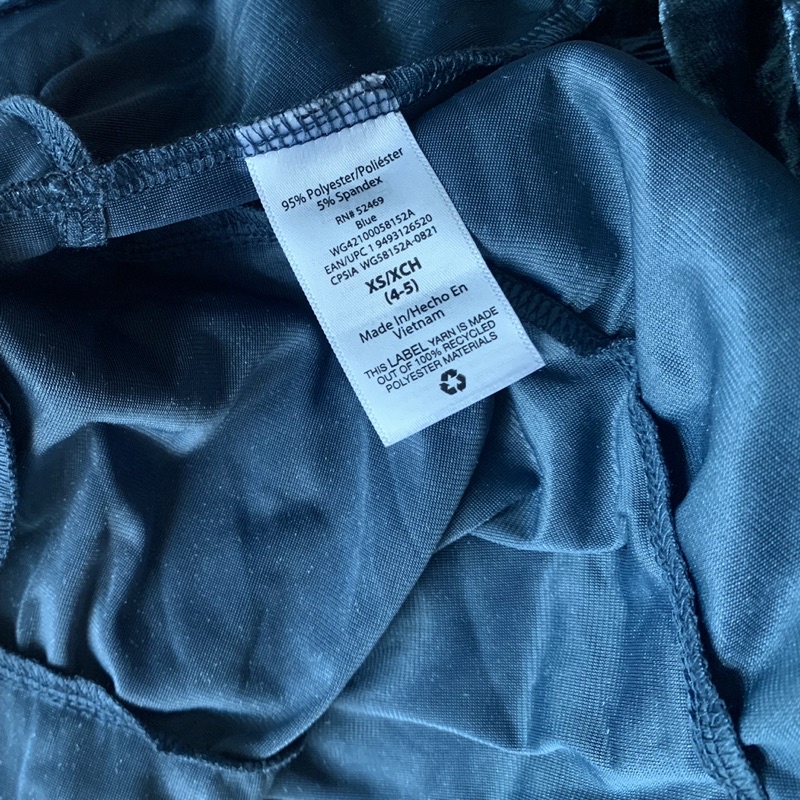 95% Polyester/Poliéster
5% Spandex
RN# 52469
Blue
WG42100058152A
EAN/UPC.1 9493126520
CPSIA WG58152A-0821
XS/XCH
(4-5)
Made In/Hecho En
Vietnam
THIS LABEL YARN IS MADE
OUT OF 100% RECYCLED
POLYESTER MATERIALS